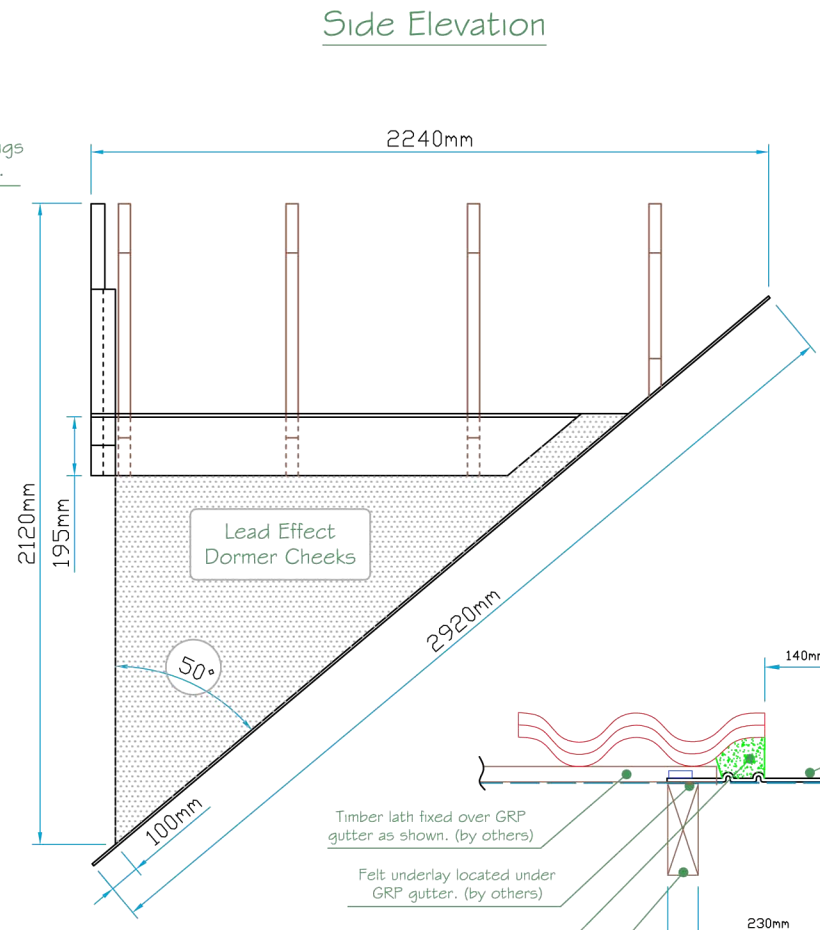 Side Elevation
2240mm
2120mm
195mm
Lead Effect
Dormer Cheeks
50°
2920mm
100mm
140mm
Timber lath fixed over GRP
gutter as shown. (by others)
Felt underlay located under
GRP gutter. (by others)
230mm